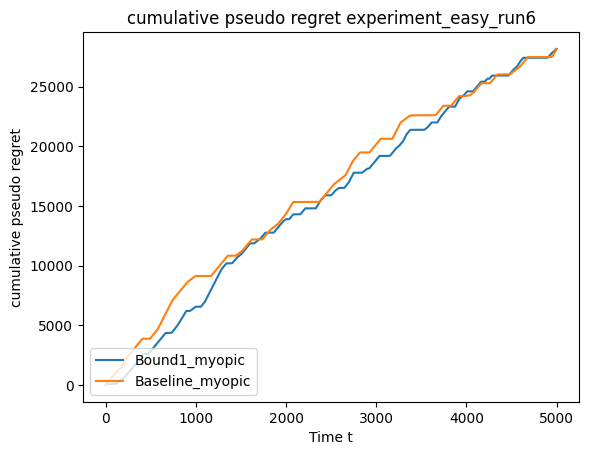 cumulative pseudo regret experiment_easy_run6
25000
20000
15000
10000
5000
0
cumulative pseudo regret
Bound1_myopic
Baseline_myopic
0 1000 2000 3000 4000 5000
Time t